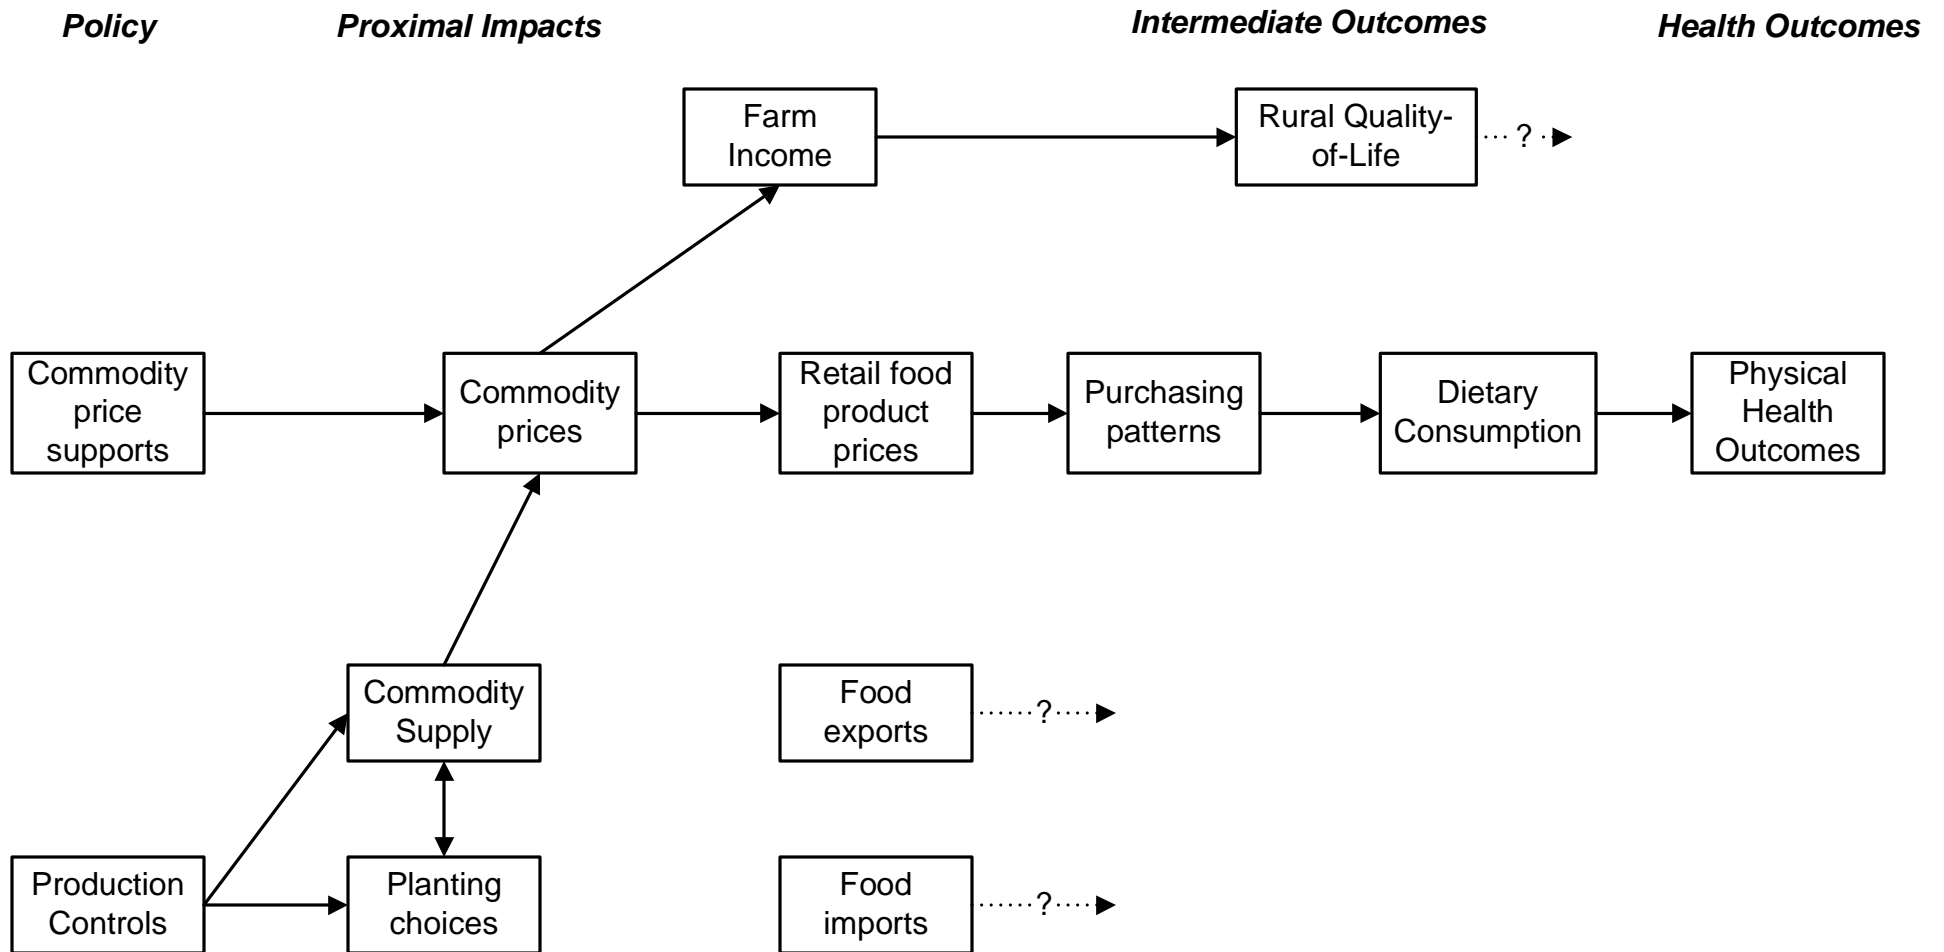 Policy
Proximal Impacts
Intermediate Outcomes
Health Outcomes
Farm
Income
Rural Quality-
of-Life
?
Commodity
price
supports
Commodity
prices
Retail food
product
prices
Purchasing
patterns
Dietary
Consumption
Physical
Health
Outcomes
Commodity
Supply
Food
exports
?
Production
Controls
Planting
choices
Food
imports
?